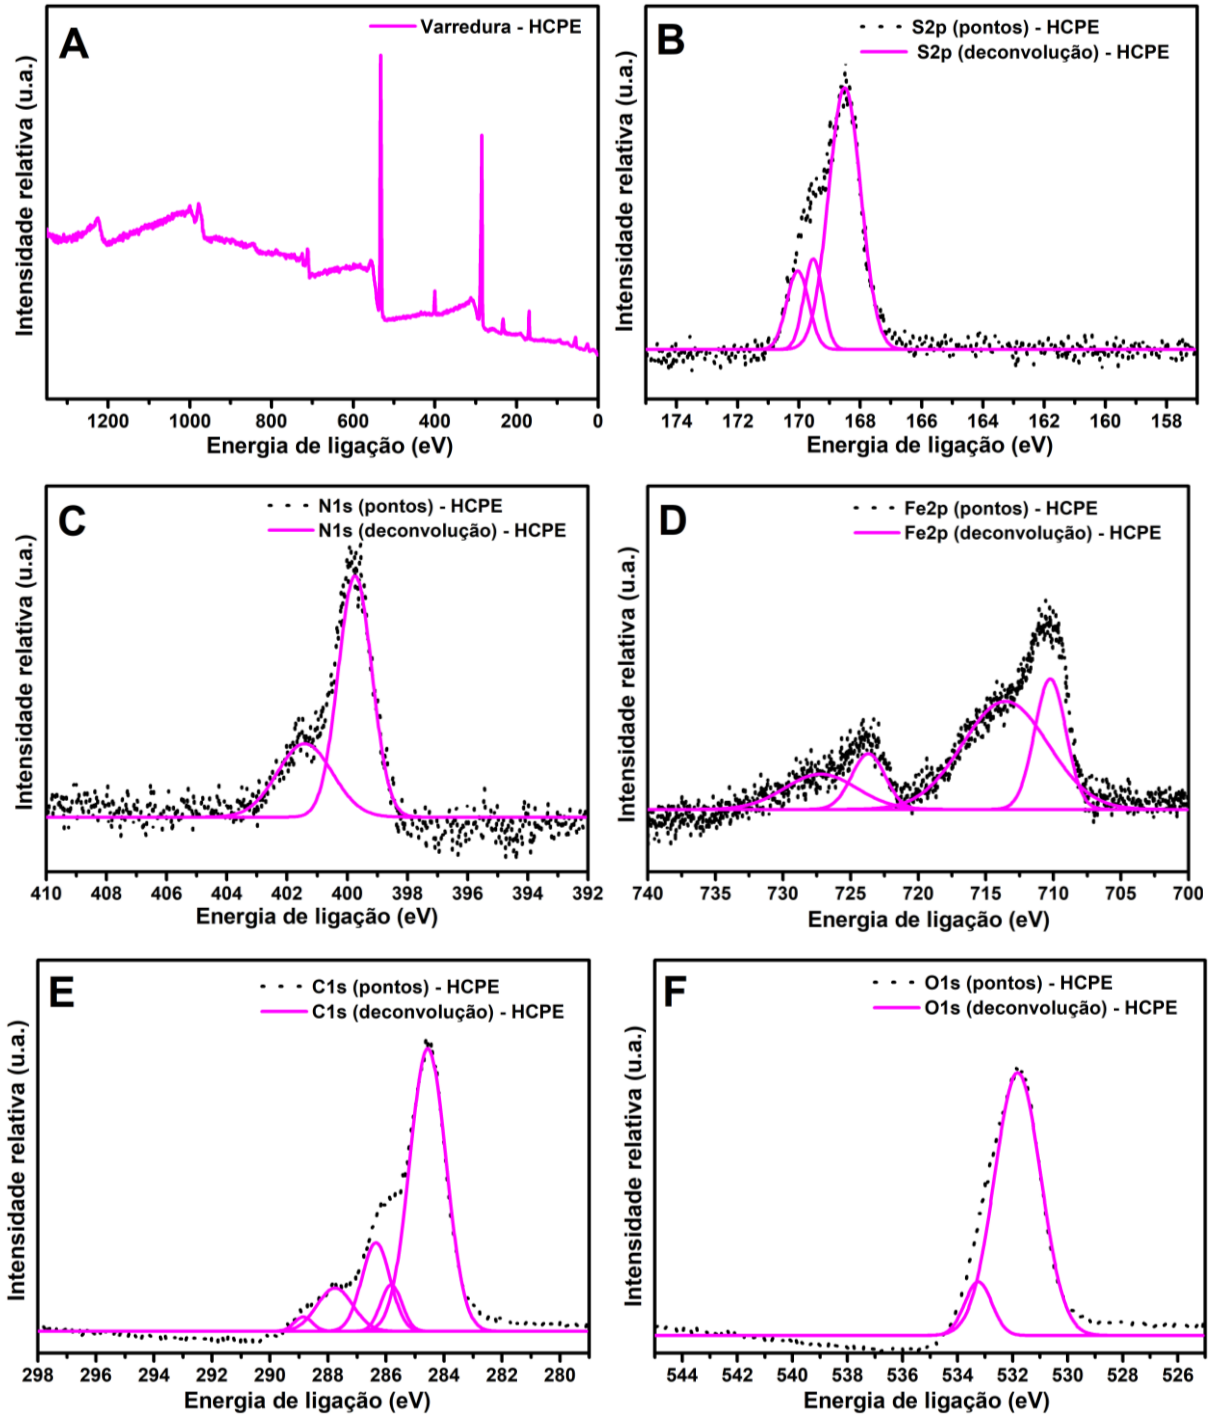 A
Varredura - HCPE
Intensidade relativa (u.a.)
1200 1000 800 600 400 200 0
Energia de ligação (eV)
B
S2p (pontos) - HCPE
S2p (deconvolução) - HCPE
Intensidade relativa (u.a.)
174 172 170 168 166 164 162 160 158
Energia de ligação (eV)
C
N1s (pontos) - HCPE
N1s (deconvolução) - HCPE
Intensidade relativa (u.a.)
410 408 406 404 402 400 398 396 394 392
Energia de ligação (eV)
D
Fe2p (pontos) - HCPE
Fe2p (deconvolução) - HCPE
Intensidade relativa (u.a.)
740 735 730 725 720 715 710 705 700
Energia de ligação (eV)
E
C1s (pontos) - HCPE
C1s (deconvolução) - HCPE
Intensidade relativa (u.a.)
298 296 294 292 290 288 286 284 282 280
Energia de ligação (eV)
F
O1s (pontos) - HCPE
O1s (deconvolução) - HCPE
Intensidade relativa (u.a.)
544 542 540 538 536 534 532 530 528 526
Energia de ligação (eV)